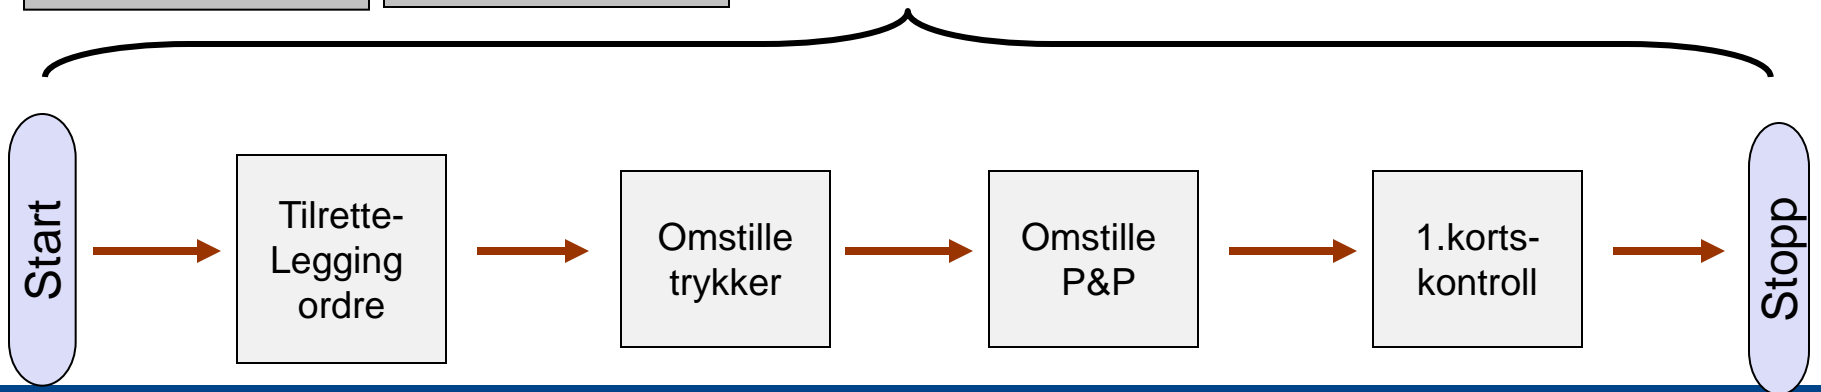 Start
Tilrette-
Legging
ordre
Omstille
trykker
Omstille
P&P
1.korts-
kontroll
Stopp